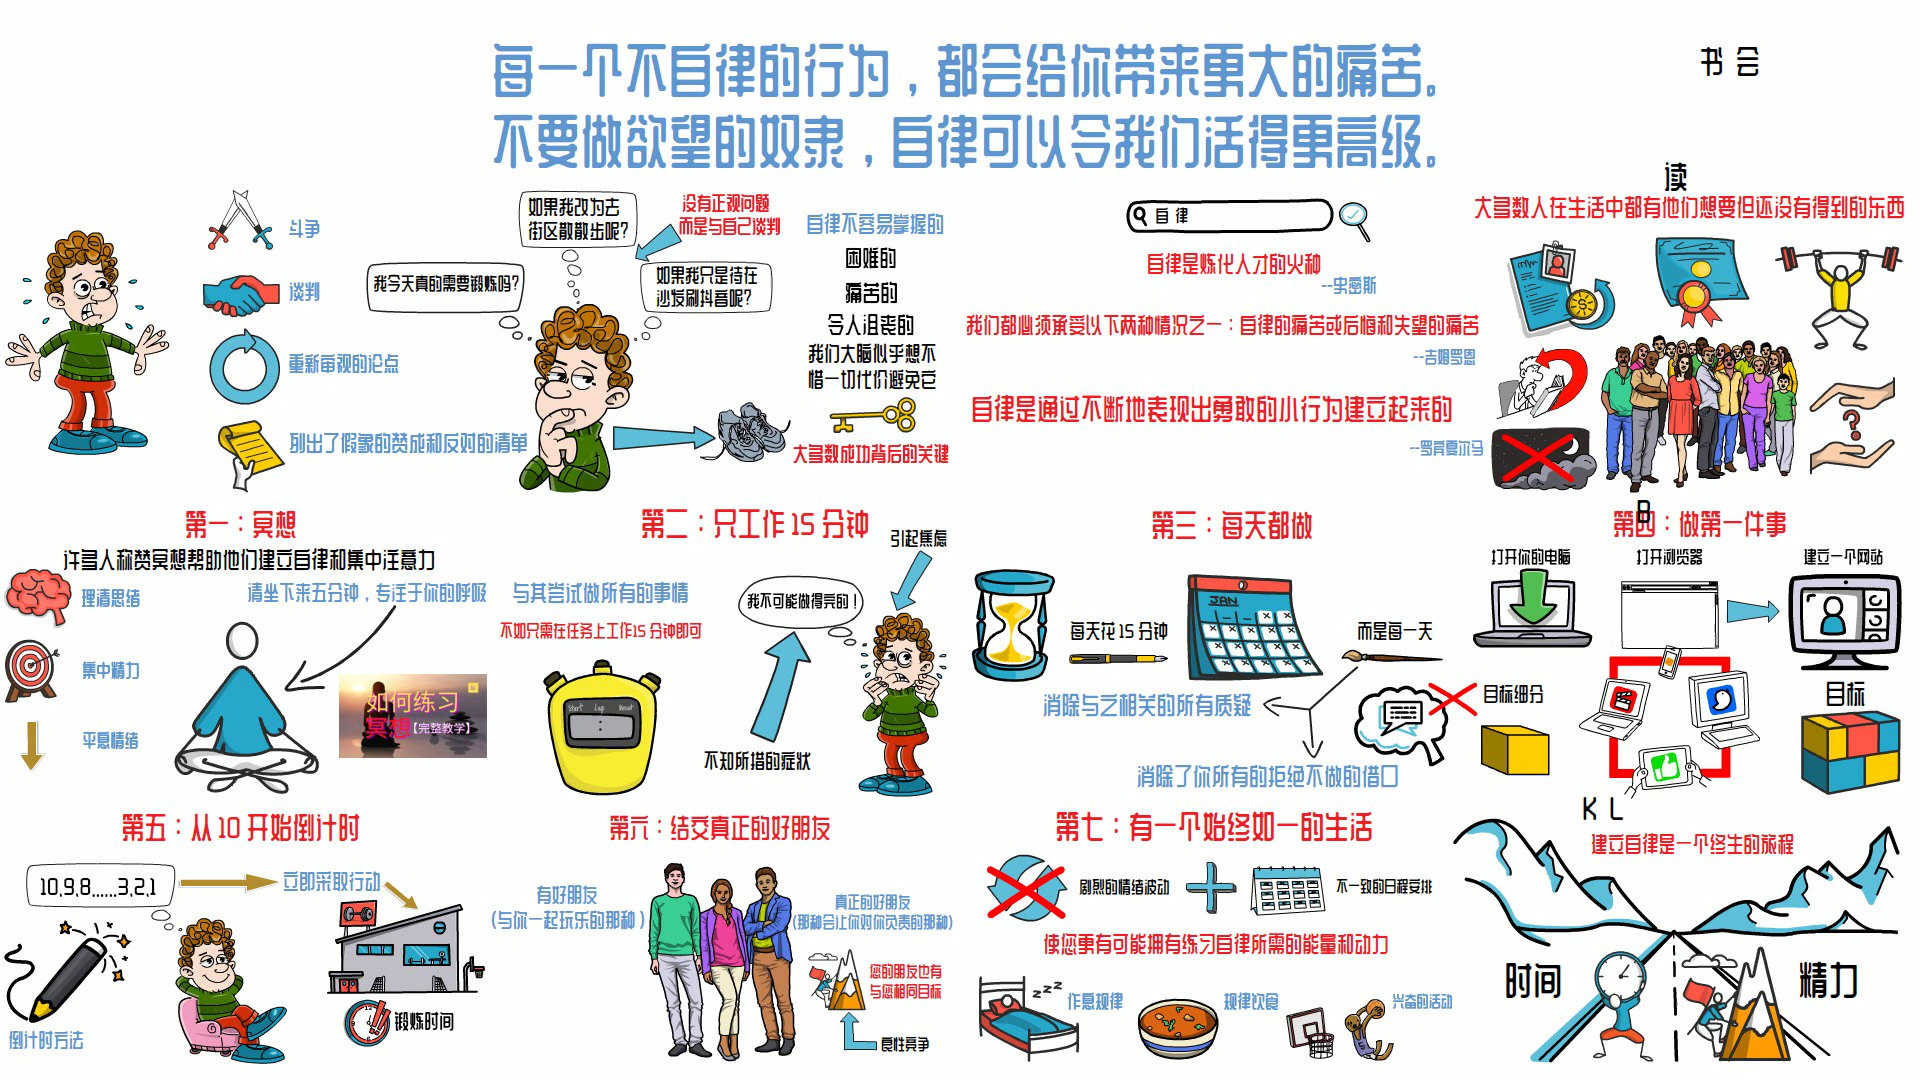 每一个不自律的行为，都会给你带来更大的痛苦。
不要做欲望的奴隶，自律可以令我们活得更高级。
书 会
读
斗争
谈判
重新审视的论点
列出了假象的赞成和反对的清单
如果我改为去
街区散散步呢？
没有正视问题
而是与自己谈判
我今天真的需要锻炼吗？
如果我只是待在
沙发刷抖音呢？
自律不容易掌握的
困难的
痛苦的
令人沮丧的
我们大脑似乎想不
惜一切代价避免它
大多数成功背后的关键
自 律
自律是炼化人才的火种
--史密斯
我们都必须承受以下两种情况之一：自律的痛苦或后悔和失望的痛苦
--吉姆罗恩
自律是通过不断地表现出勇敢的小行为建立起来的
--罗宾夏尔马
大多数人在生活中都有他们想要但还没有得到的东西
?
第一：冥想
许多人称赞冥想帮助他们建立自律和集中注意力
理清思绪
集中精力
平息情绪
请坐下来五分钟，专注于你的呼吸
如何练习
冥想【完整教学】
第二：只工作 15 分钟
引起焦虑
与其尝试做所有的事情
不如只需在任务上工作15 分钟即可
我不可能做得完的！
Start Lap Reset
不知所措的症状
第三：每天都做
每天花 15 分钟
JAN
而是每一天
消除与之相关的所有质疑
消除了你所有的拒绝不做的借口
B
第四：做第一件事
打开你的电脑
打开浏览器
建立一个网站
目标细分
目标
第五：从 10 开始倒计时
10,9,8......3,2,1
立即采取行动
倒计时方法
锻炼时间
第六：结交真正的好朋友
有好朋友
（与你一起玩乐的那种）
真正的好朋友
（那种会让你对你负责的那种）
您的朋友也有
与您相同目标
良性竞争
第七：有一个始终如一的生活
剧烈的情绪波动
不一致的日程安排
使您更有可能拥有练习自律所需的能量和动力
zzz
作息规律
规律饮食
兴奋的活动
K L
建立自律是一个终生的旅程
时间
精力